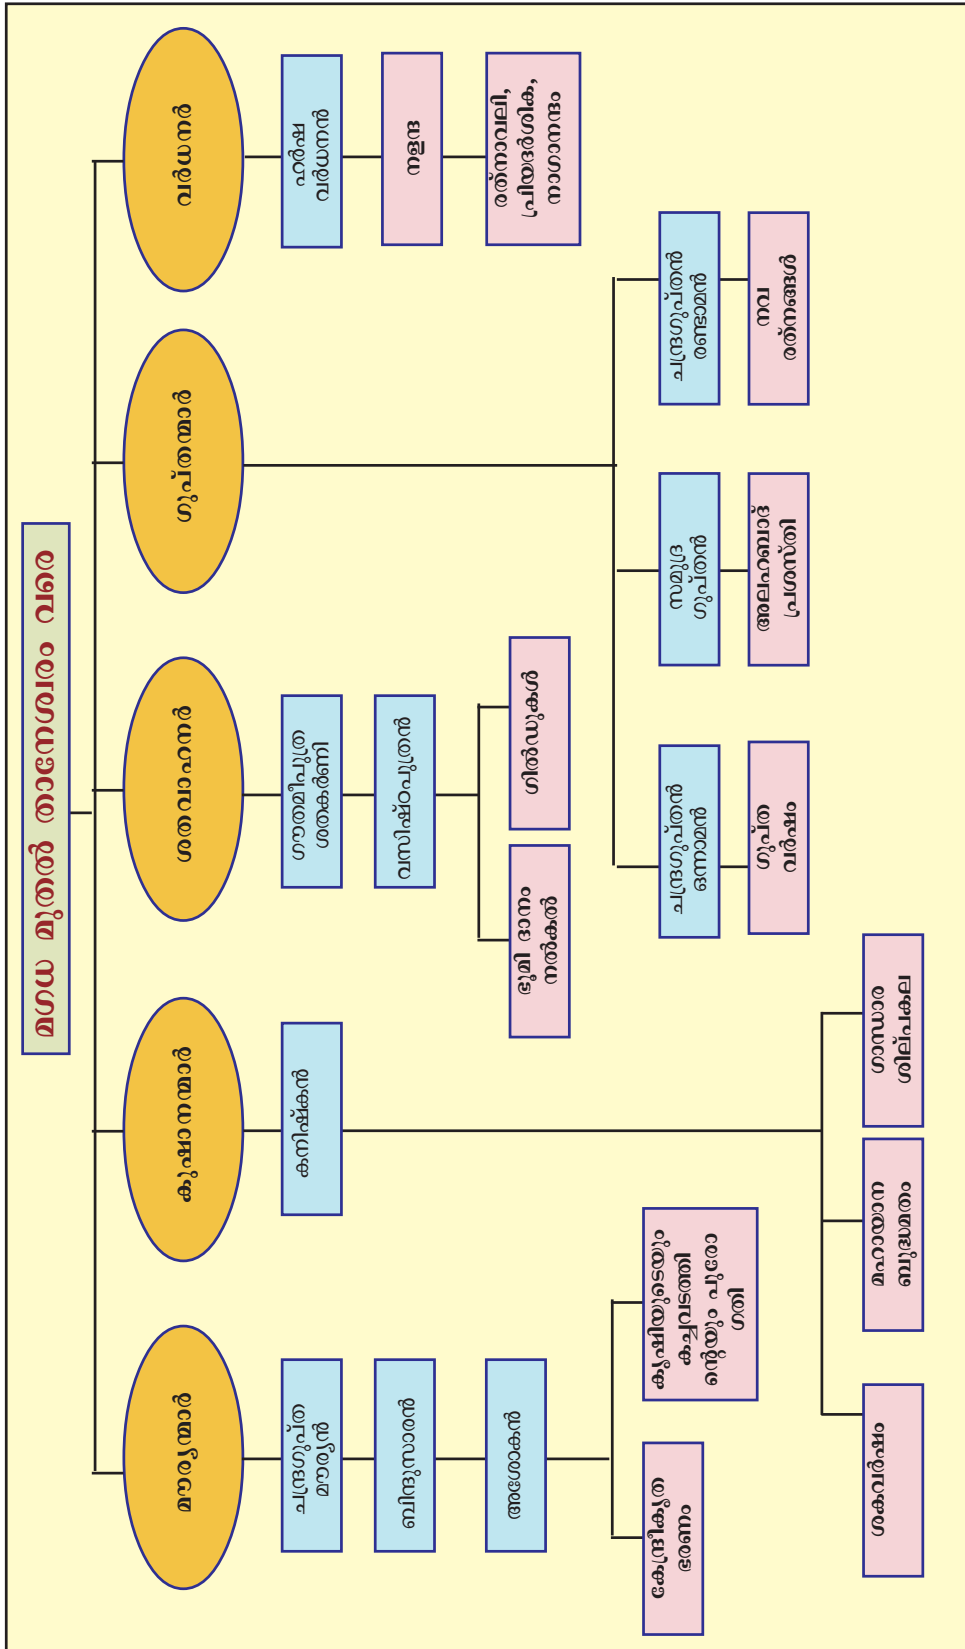 മഗധ മുതൽ താനേശ്വരം വരെ
മൗര്യന്മാർ
ചന്ദ്രഗുപ്ത
മൗര്യൻ
ബിന്ദുസാരൻ
അശോകൻ
കേന്ദ്രീകൃത
ഭരണം
കൃഷിയുടെയും
കച്ചവടത്തി
ന്റെയും പുരോ
ഗതി
കുഷാനന്മാർ
കനിഷ്കൻ
ശകവർഷം
മഹായാന
ബുദ്ധമതം
ഗാന്ധാര
ശില്പകല
ശതവാഹനർ
ഗൗതമീപുത്ര
ശതകർണി
വസിഷ്ഠപുത്രൻ
ഭൂമി ദാനം
നൽകൽ
ഗിൽഡുകൾ
ഗുപ്തന്മാർ
ചന്ദ്രഗുപ്തൻ
ഒന്നാമൻ
ഗുപ്ത
വർഷം
സമുദ്ര
ഗുപ്തൻ
അലഹബാദ്
പ്രശസ്തി
ചന്ദ്രഗുപ്തൻ
രണ്ടാമൻ
നവ
രത്നങ്ങൾ
വർധനർ
ഹർഷ
വർധനൻ
നളന്ദ
രത്നാവലി,
പ്രിയദർശിക,
നാഗാനന്ദം